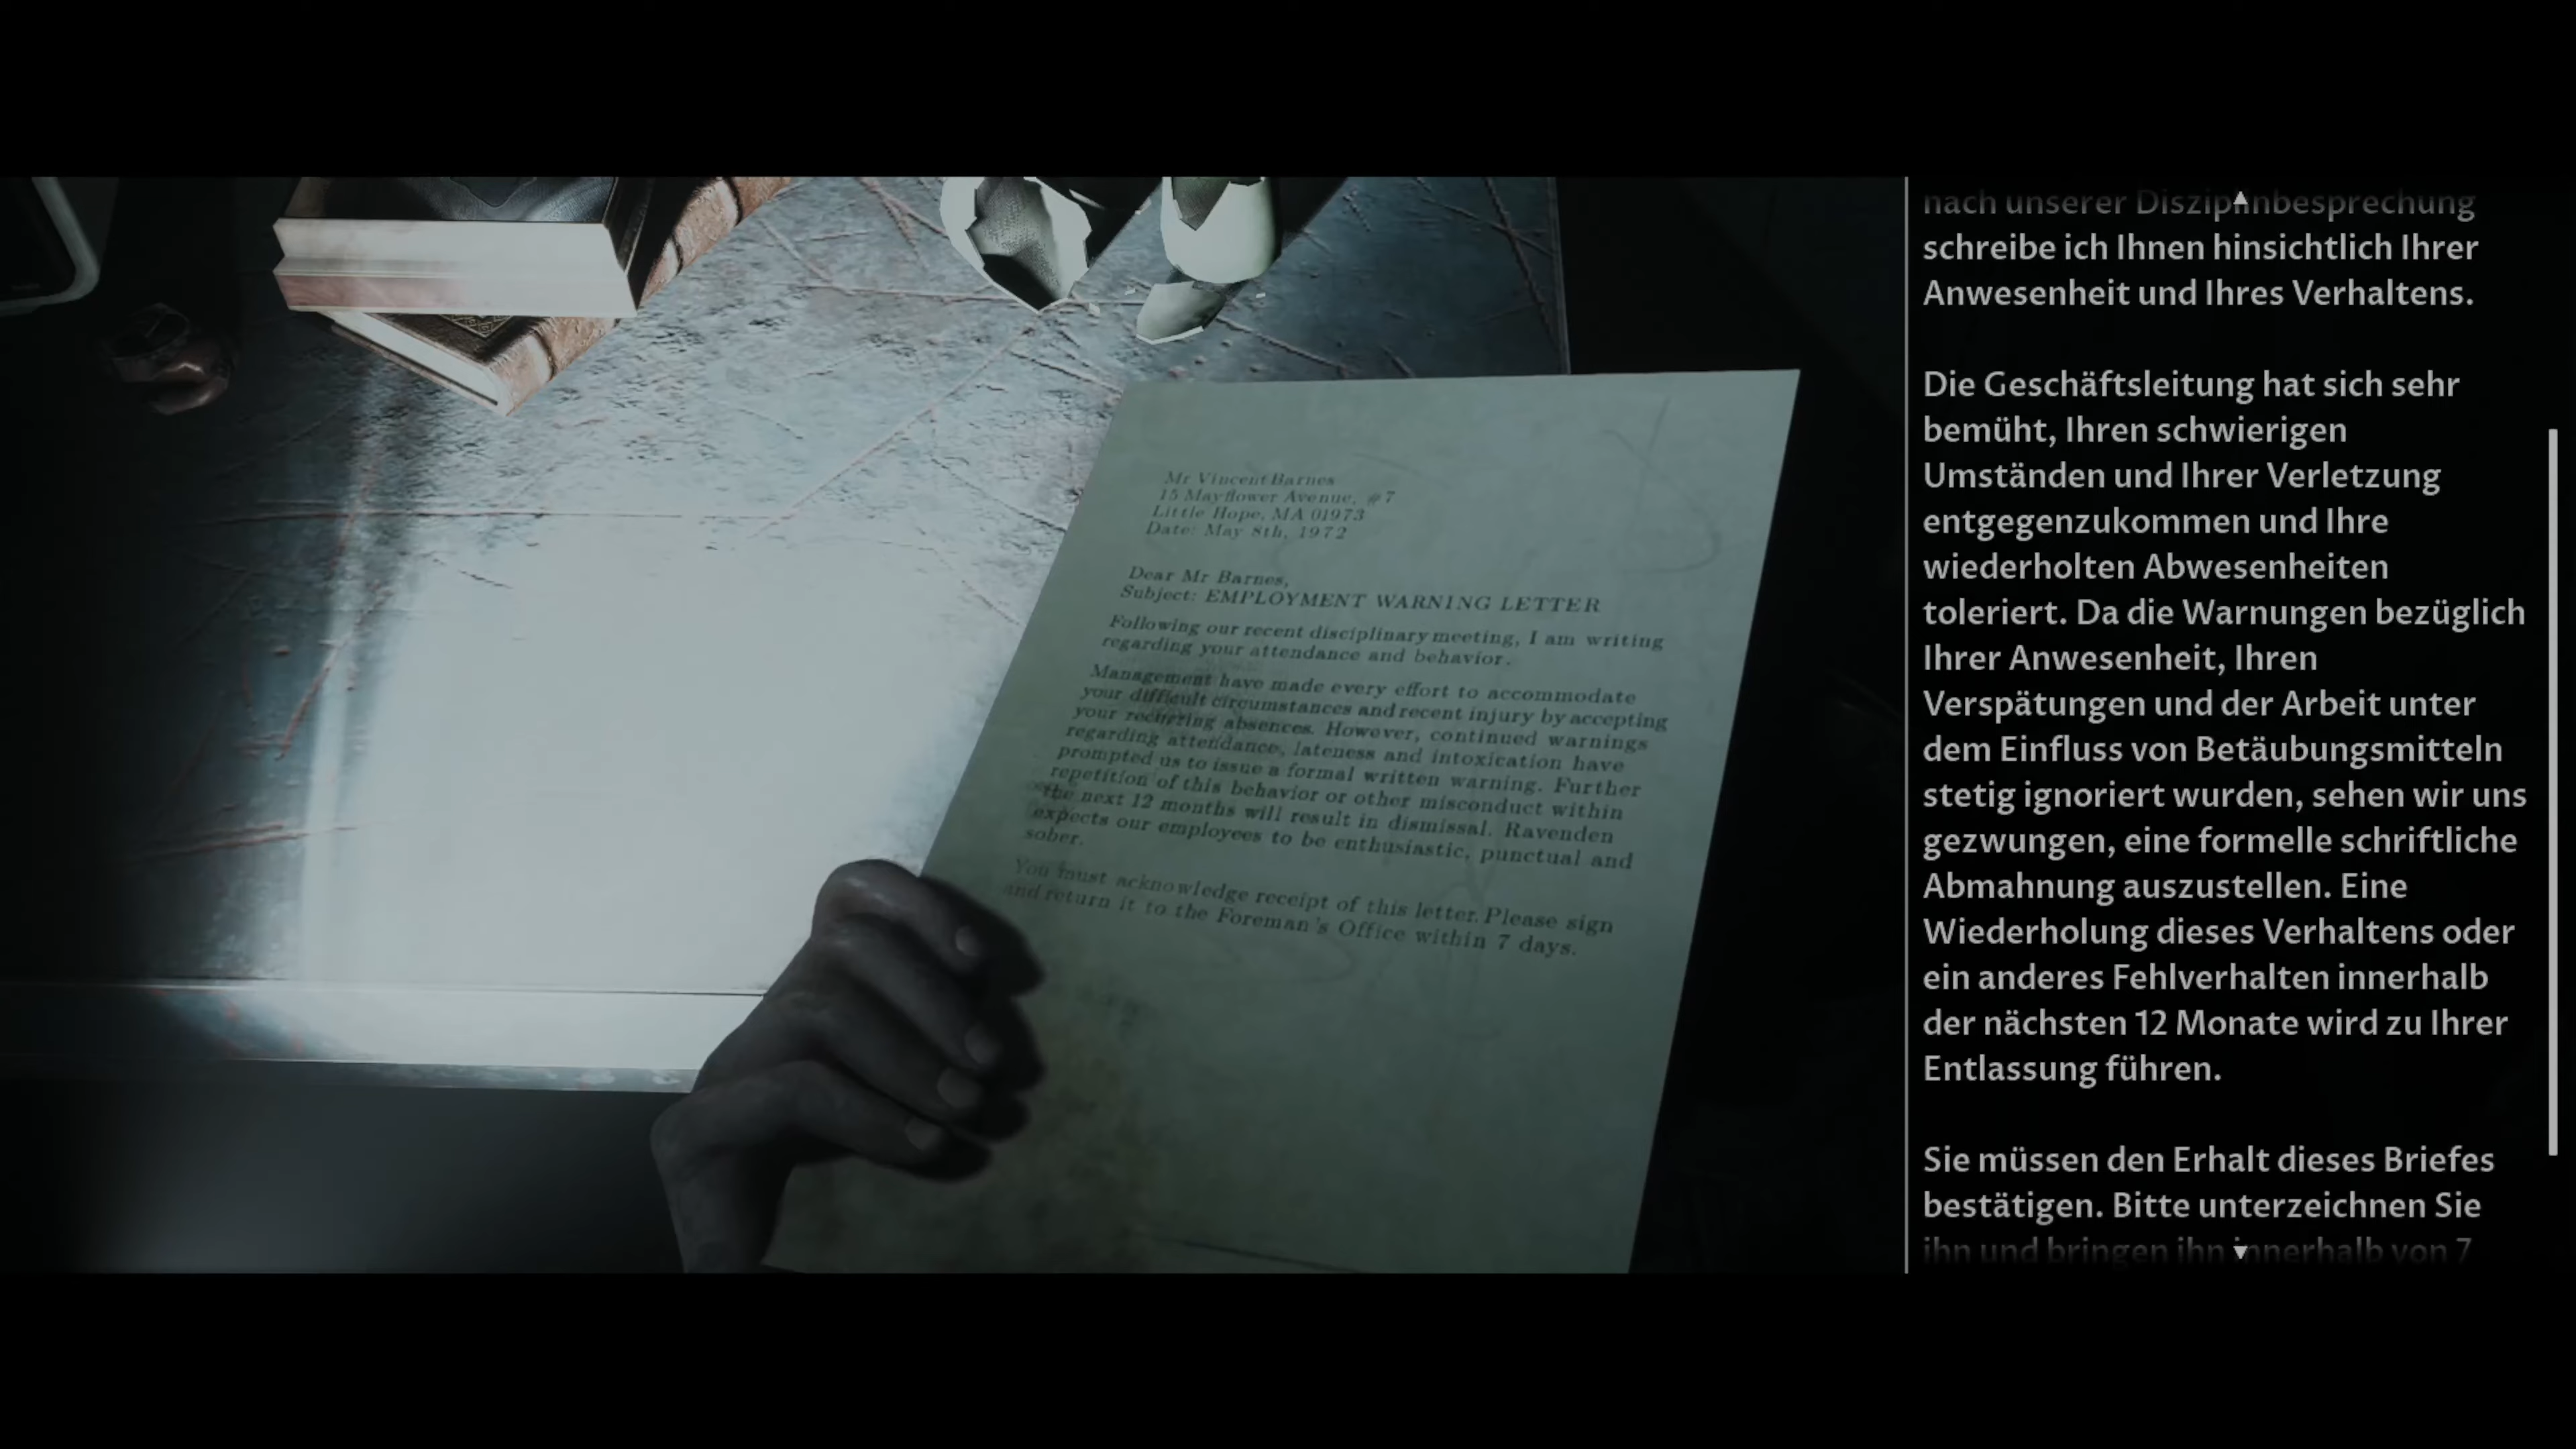 Mr Vincent Barnes
15 Mayflower Avenue, #7
Little Hope, MA 01973
Date: May 8th, 1972
Dear Mr Barnes,
Subject: EMPLOYMENT WARNING LETTER
Following our recent disciplinary meeting, I am writing
regarding your attendance and behavior.
Management have made every effort to accommodate
your difficult circumstances and recent injury by accepting
your recurring absences. However, continued warnings
regarding attendance, lateness and intoxication have
prompted us to issue a formal written warning. Further
repetition of this behavior or other misconduct within
the next 12 months will result in dismissal. Ravenden
expects our employees to be enthusiastic, punctual and
sober.
You must acknowledge receipt of this letter. Please sign
and return it to the Foreman's Office within 7 days.
nach unserer Disziplinbesprechung
schreibe ich Ihnen hinsichtlich Ihrer
Anwesenheit und Ihres Verhaltens.
Die Geschäftsleitung hat sich sehr
bemüht, Ihren schwierigen
Umständen und Ihrer Verletzung
entgegenzukommen und Ihre
wiederholten Abwesenheiten
toleriert. Da die Warnungen bezüglich
Ihrer Anwesenheit, Ihren
Verspätungen und der Arbeit unter
dem Einfluss von Betäubungsmitteln
stetig ignoriert wurden, sehen wir uns
gezwungen, eine formelle schriftliche
Abmahnung auszustellen. Eine
Wiederholung dieses Verhaltens oder
ein anderes Fehlverhalten innerhalb
der nächsten 12 Monate wird zu Ihrer
Entlassung führen.
Sie müssen den Erhalt dieses Briefes
bestätigen. Bitte unterzeichnen Sie
ihn und bringen ihn innerhalb von 7